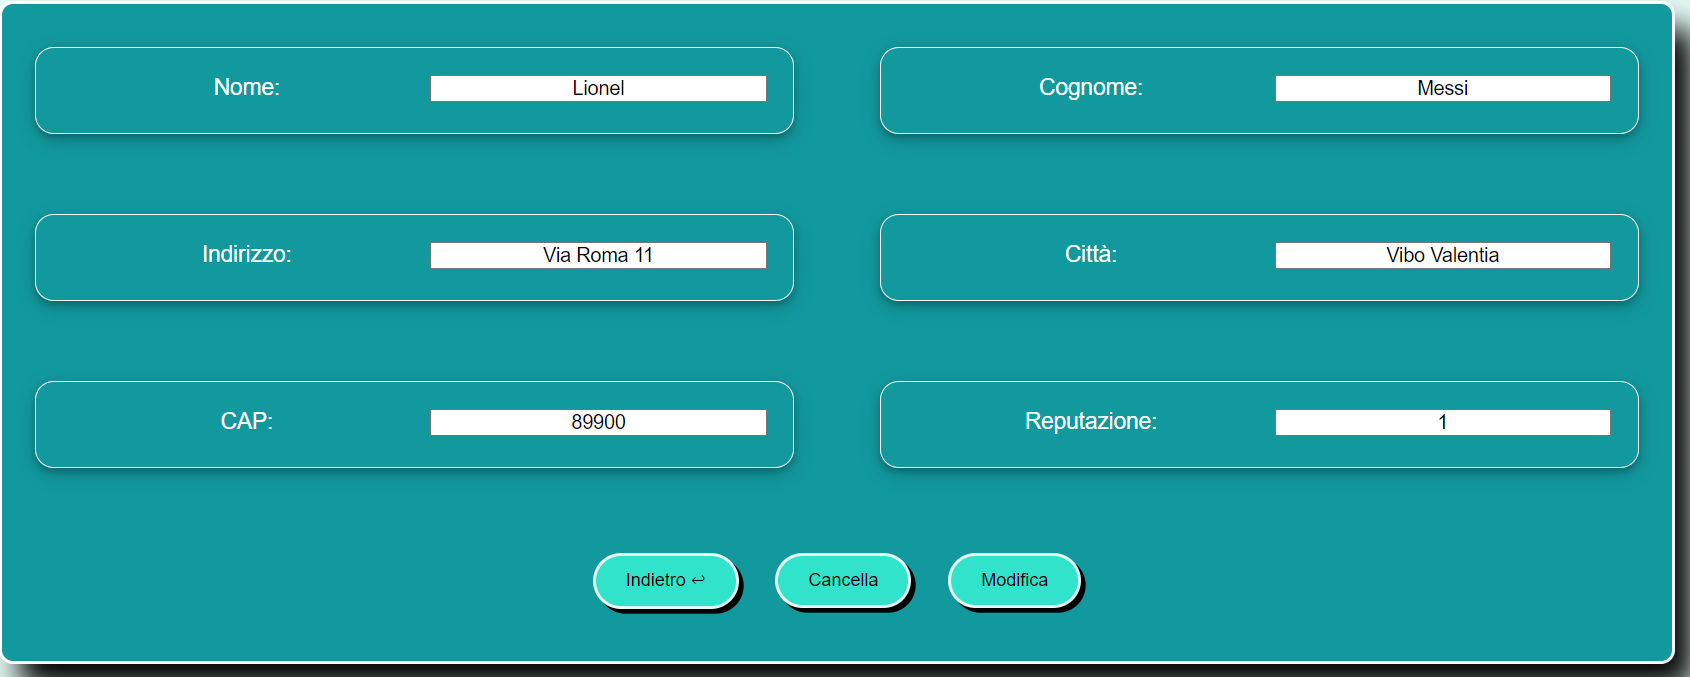 Nome: Lionel Cognome: Messi
Indirizzo: Via Roma 11 Città: Vibo Valentia
CAP: 89900 Reputazione: 1
Indietro ↩ Cancella Modifica